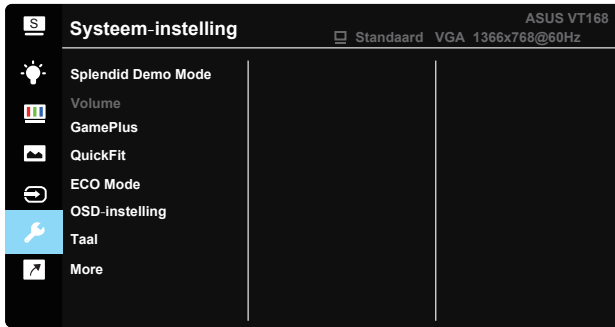 S
ASUS VT168
Systeem-instelling
Standaard VGA 1366x768@60Hz
Splendid Demo Mode
Volume
GamePlus
QuickFit
ECO Mode
OSD-instelling
Taal
More